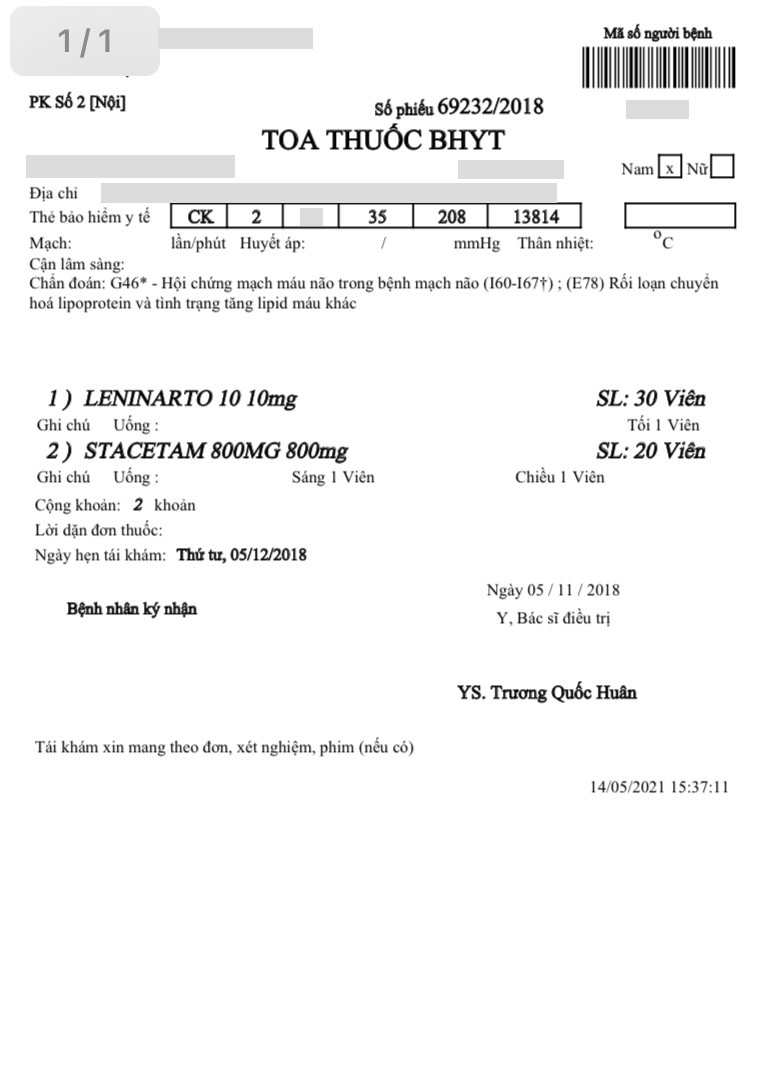 1/1
Mã số người bệnh
PK Số 2 [Nội]
Số phiếu 69232/2018
TOA THUỐC BHYT
Nam x Nữ
Địa chỉ
Thẻ bảo hiểm y tế CK 2 35 208 13814
Mạch: lần/phút Huyết áp: / mmHg Thân nhiệt: °C
Cận lâm sàng:
Chẩn đoán: G46* - Hội chứng mạch máu não trong bệnh mạch não (I60-I67†) ; (E78) Rối loạn chuyển
hoá lipoprotein và tình trạng tăng lipid máu khác
1 ) LENINARTO 10 10mg SL: 30 Viên
Ghi chú Uống : Tối 1 Viên
2 ) STACETAM 800MG 800mg SL: 20 Viên
Ghi chú Uống : Sáng 1 Viên Chiều 1 Viên
Cộng khoản: 2 khoản
Lời dặn đơn thuốc:
Ngày hẹn tái khám: Thứ tư, 05/12/2018
Ngày 05 / 11 / 2018
Bệnh nhân ký nhận
Y, Bác sĩ điều trị
YS. Trương Quốc Huân
Tái khám xin mang theo đơn, xét nghiệm, phim (nếu có)
14/05/2021 15:37:11